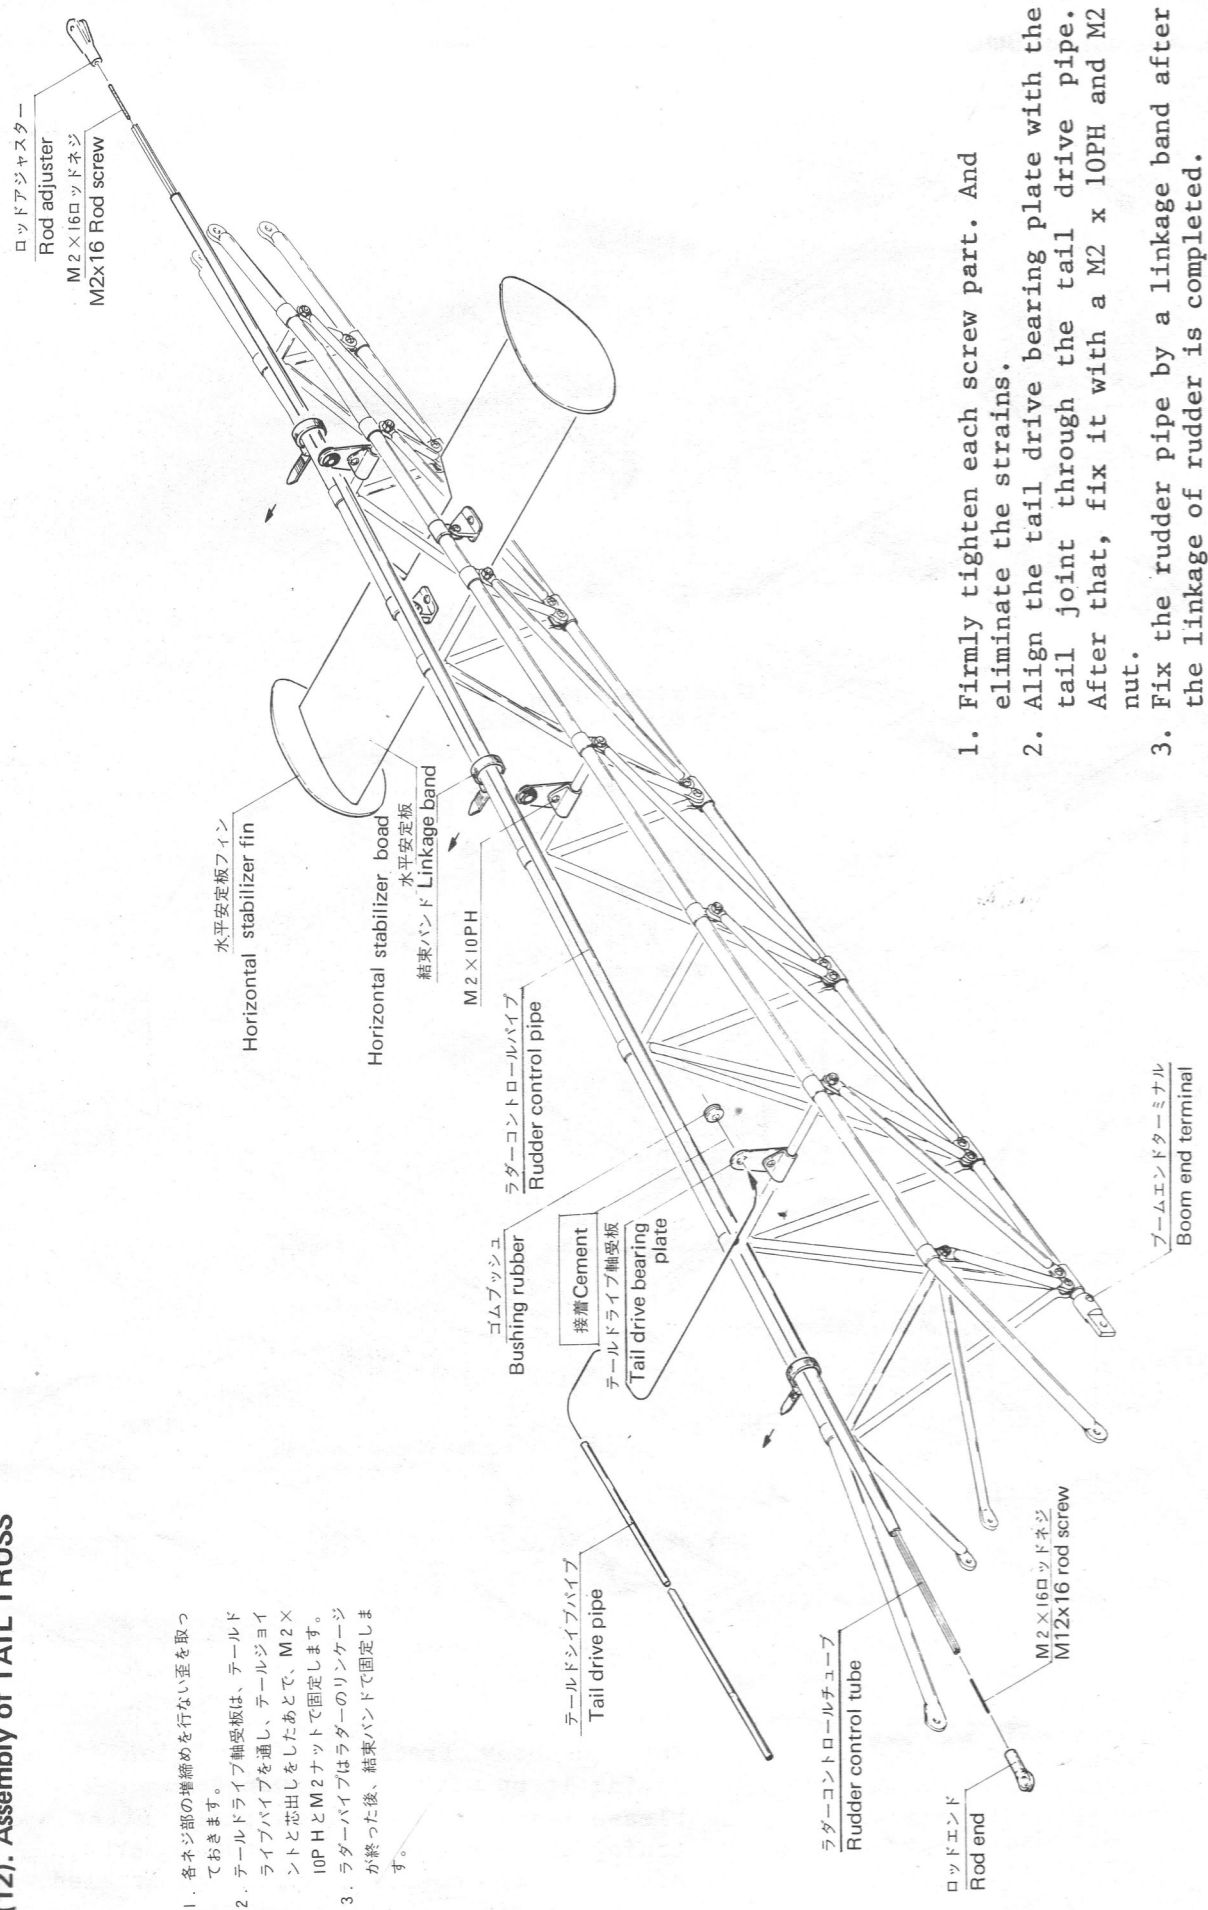 (12). Assembly of TAIL TRUSS
1. 各ネジ部の増締めを行ない歪を取っ
ておきます。
2. テールドライブ軸受板は、テールド
ライブパイプを通し、テールジョイ
ントと芯出しをしたあとで、M2×
10PHとM2ナットで固定します。
3. ラダーパイプはラダーのリンケージ
が終った後、結束バンドで固定しま
す。
ロッドアジャスター
Rod adjuster
M2×16ロッドネジ
M2x16 Rod screw
水平安定板フィン
Horizontal stabilizer fin
Horizontal stabilizer boad
水平安定板
結束バンド Linkage band
M2×10PH
ラダーコントロールパイプ
Rudder control pipe
ゴムブッシュ
Bushing rubber
接着Cement
テールドライブ軸受板
Tail drive bearing
plate
テールドシイブパイプ
Tail drive pipe
ラダーコントロールチューブ
Rudder control tube
ロッドエンド
Rod end
M2×16ロッドネジ
M12x16 rod screw
ブームエンドターミナル
Boom end terminal
1. Firmly tighten each screw part. And
eliminate the strains.
2. Align the tail drive bearing plate with the
tail joint through the tail drive pipe.
After that, fix it with a M2 x 10PH and M2
nut.
3. Fix the rudder pipe by a linkage band after
the linkage of rudder is completed.